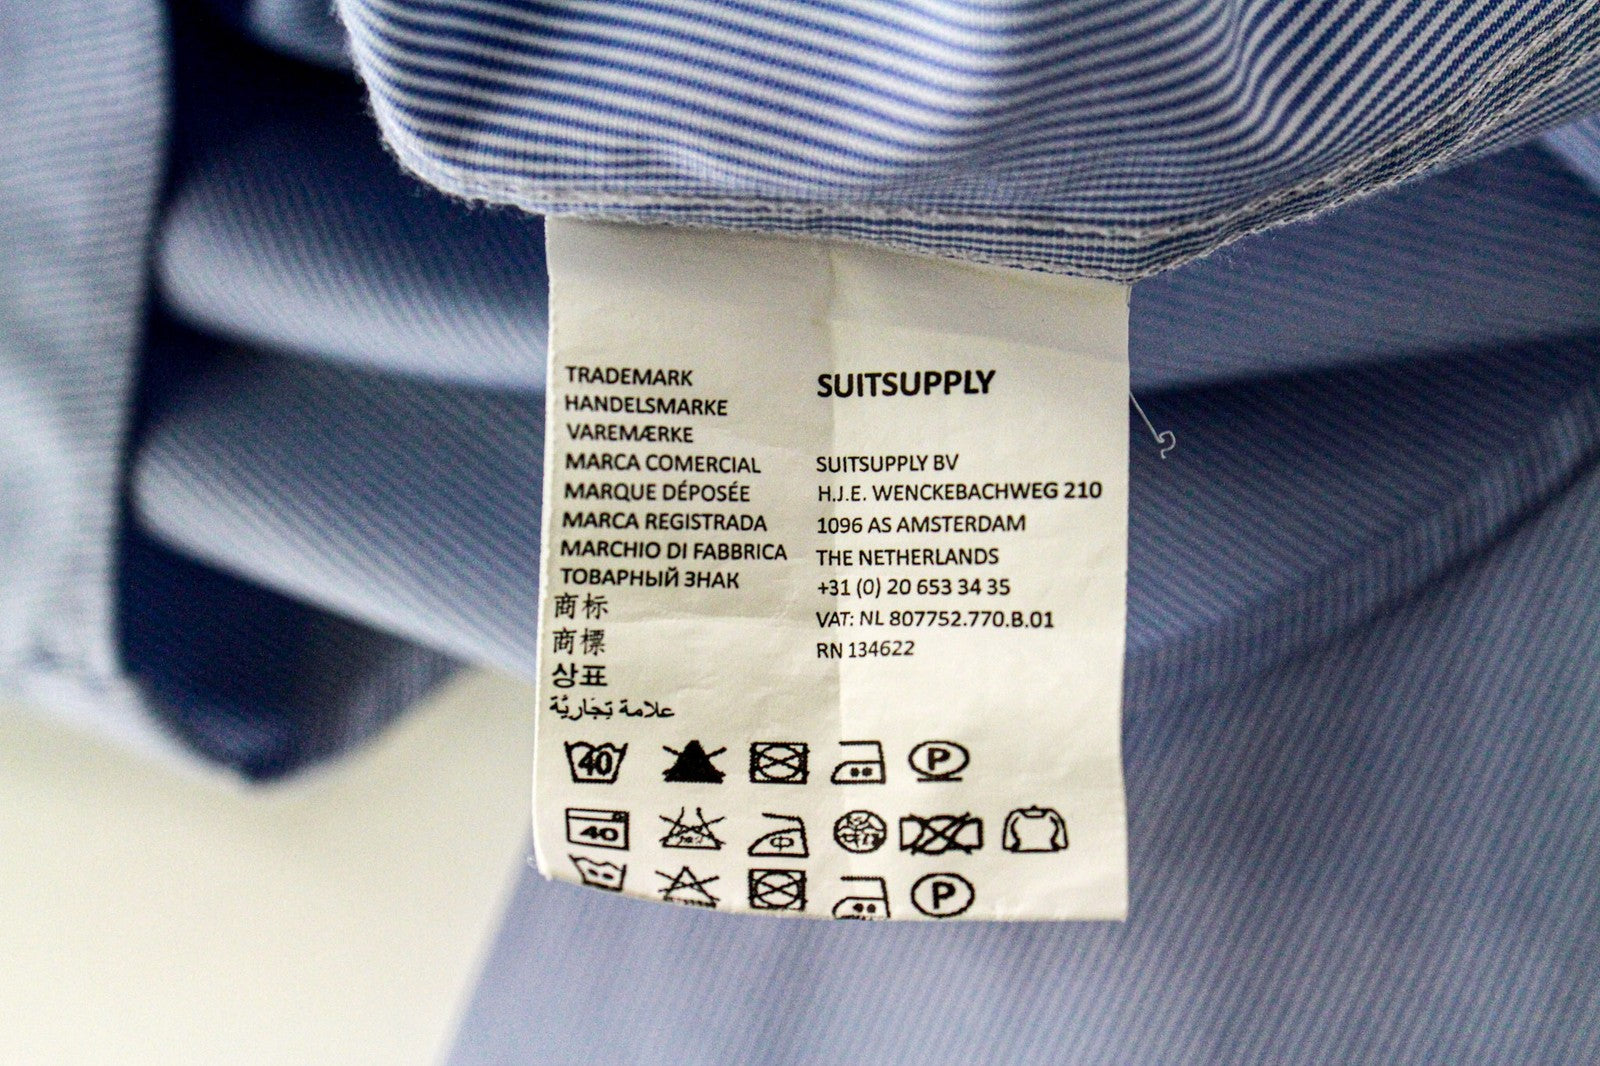 TRADEMARK
HANDELSMARKE
VAREMÆRKE
MARCA COMERCIAL
MARQUE DÉPOSÉE
MARCA REGISTRADA
MARCHIO DI FABBRICA
ТОВАРНЫЙ ЗНАК
商标
商標
상표
علامة تِجَاريَّة
SUITSUPPLY
SUITSUPPLY BV
H.J.E. WENCKEBACHWEG 210
1096 AS AMSTERDAM
THE NETHERLANDS
+31 (0) 20 653 34 35
VAT: NL 807752.770.B.01
RN 134622
40 P
40 中
P